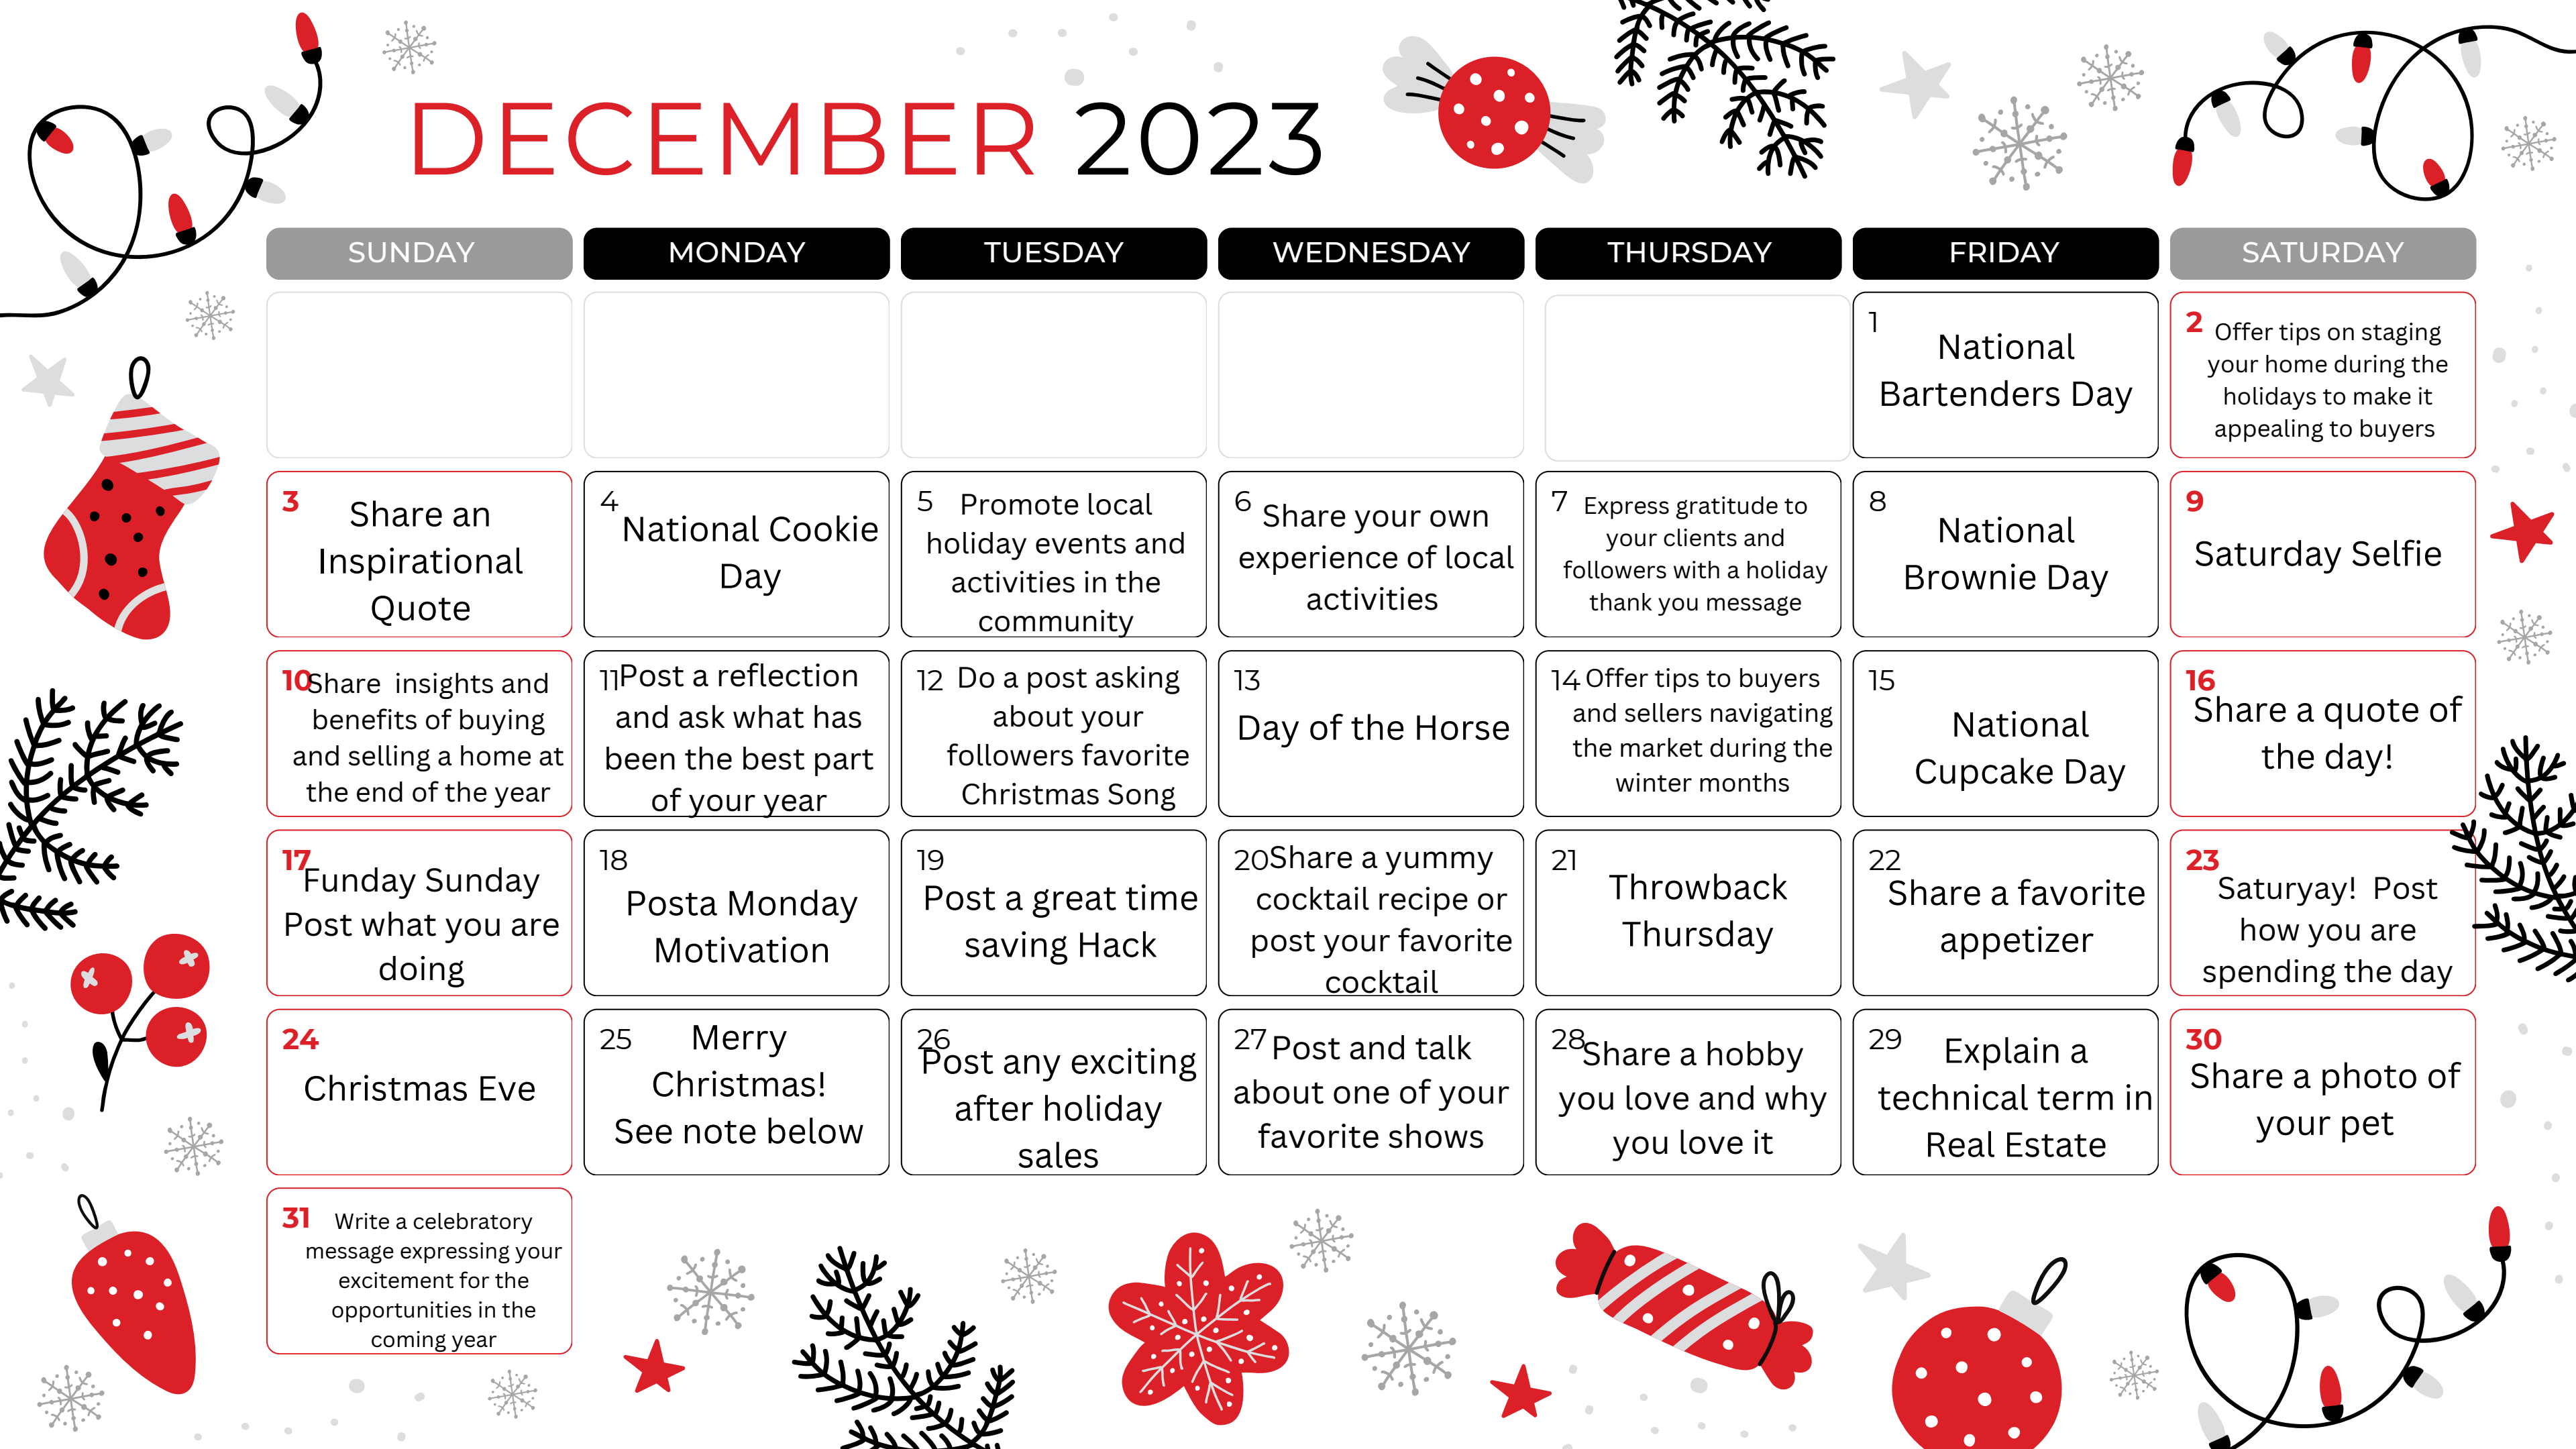 DECEMBER 2023
SUNDAY MONDAY TUESDAY WEDNESDAY THURSDAY FRIDAY SATURDAY
1
National
Bartenders Day
2
Offer tips on staging
your home during the
holidays to make it
appealing to buyers
3
Share an
Inspirational
Quote
4
National Cookie
Day
5
Promote local
holiday events and
activities in the
community
6
Share your own
experience of local
activities
7
Express gratitude to
your clients and
followers with a holiday
thank you message
8
National
Brownie Day
9
Saturday Selfie
10
Share insights and
benefits of buying
and selling a home at
the end of the year
11
Post a reflection
and ask what has
been the best part
of your year
12
Do a post asking
about your
followers favorite
Christmas Song
13
Day of the Horse
14
Offer tips to buyers
and sellers navigating
the market during the
winter months
15
National
Cupcake Day
16
Share a quote of
the day!
17
Funday Sunday
Post what you are
doing
18
Posta Monday
Motivation
19
Post a great time
saving Hack
20
Share a yummy
cocktail recipe or
post your favorite
cocktail
21
Throwback
Thursday
22
Share a favorite
appetizer
23
Saturyay! Post
how you are
spending the day
24
Christmas Eve
25
Merry
Christmas!
See note below
26
Post any exciting
after holiday
sales
27
Post and talk
about one of your
favorite shows
28
Share a hobby
you love and why
you love it
29
Explain a
technical term in
Real Estate
30
Share a photo of
your pet
31
Write a celebratory
message expressing your
excitement for the
opportunities in the
coming year